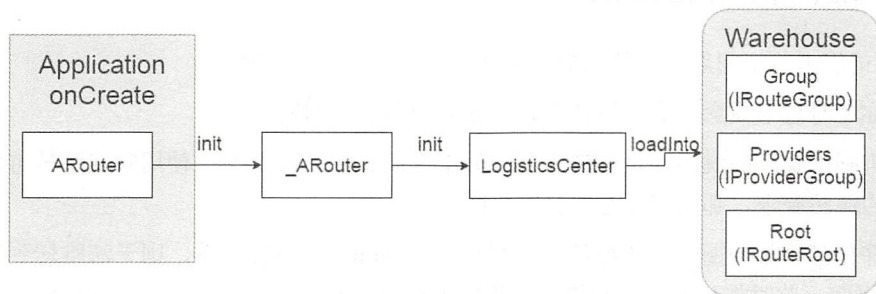 Application
onCreate
ARouter
init
_ARouter
init
LogisticsCenter
loadInto
Warehouse
Group
(IRouteGroup)
Providers
(IProviderGroup)
Root
(IRouteRoot)